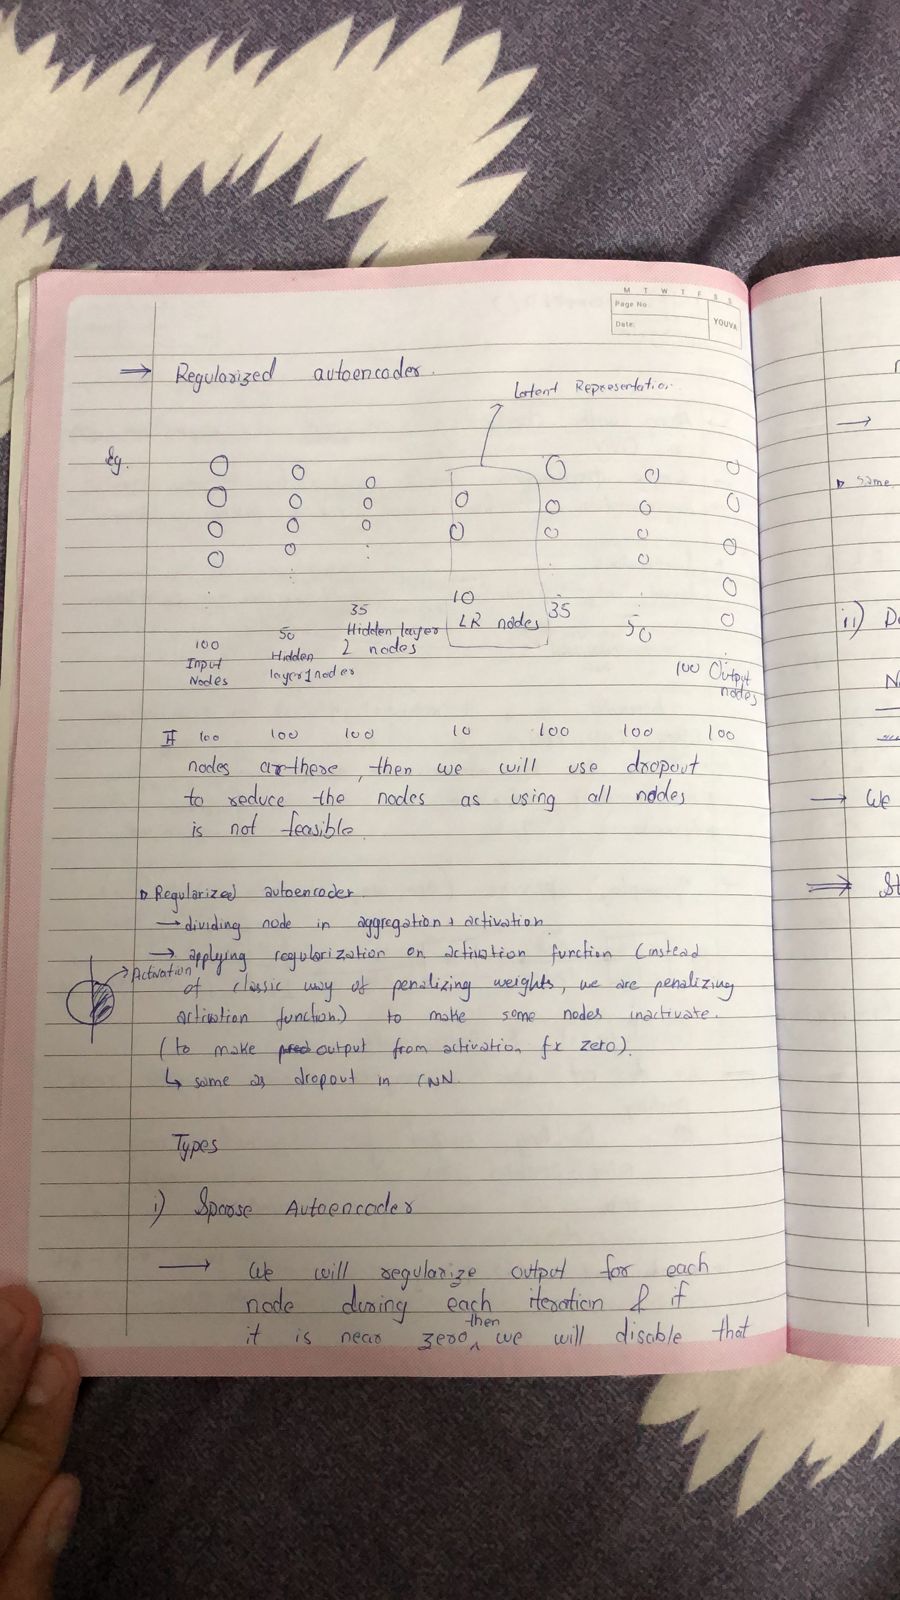 M T W T F S S
Page No
Date:
YOUVA
⟹ Regularized autoencoder.
Latent Representation
Eg.
100
Input
Nodes
50
Hidden
layer 1 nodes
35
Hidden layer
2 nodes
10
LR nodes
35
50
100 Output
nodes
If 100 100 100 10 100 100 100
nodes are there, then we will use dropout
to reduce the nodes as using all nodes
is not feasible.
Regularized autoencoder
→ dividing node in aggregation + activation
→ applying regularization on activation function (instead
→ Activation
of classic way of penalizing weights, we are penalizing
activation function) to make some nodes inactivate.
(to make output from activation fx zero).
↳ same as dropout in CNN.
Types
i) Sparse Autoencoder
→ We will regularize output for each
node during each iteration & if
it is near zero then we will disable that
→
same,
ii)
→ We
⟹ St